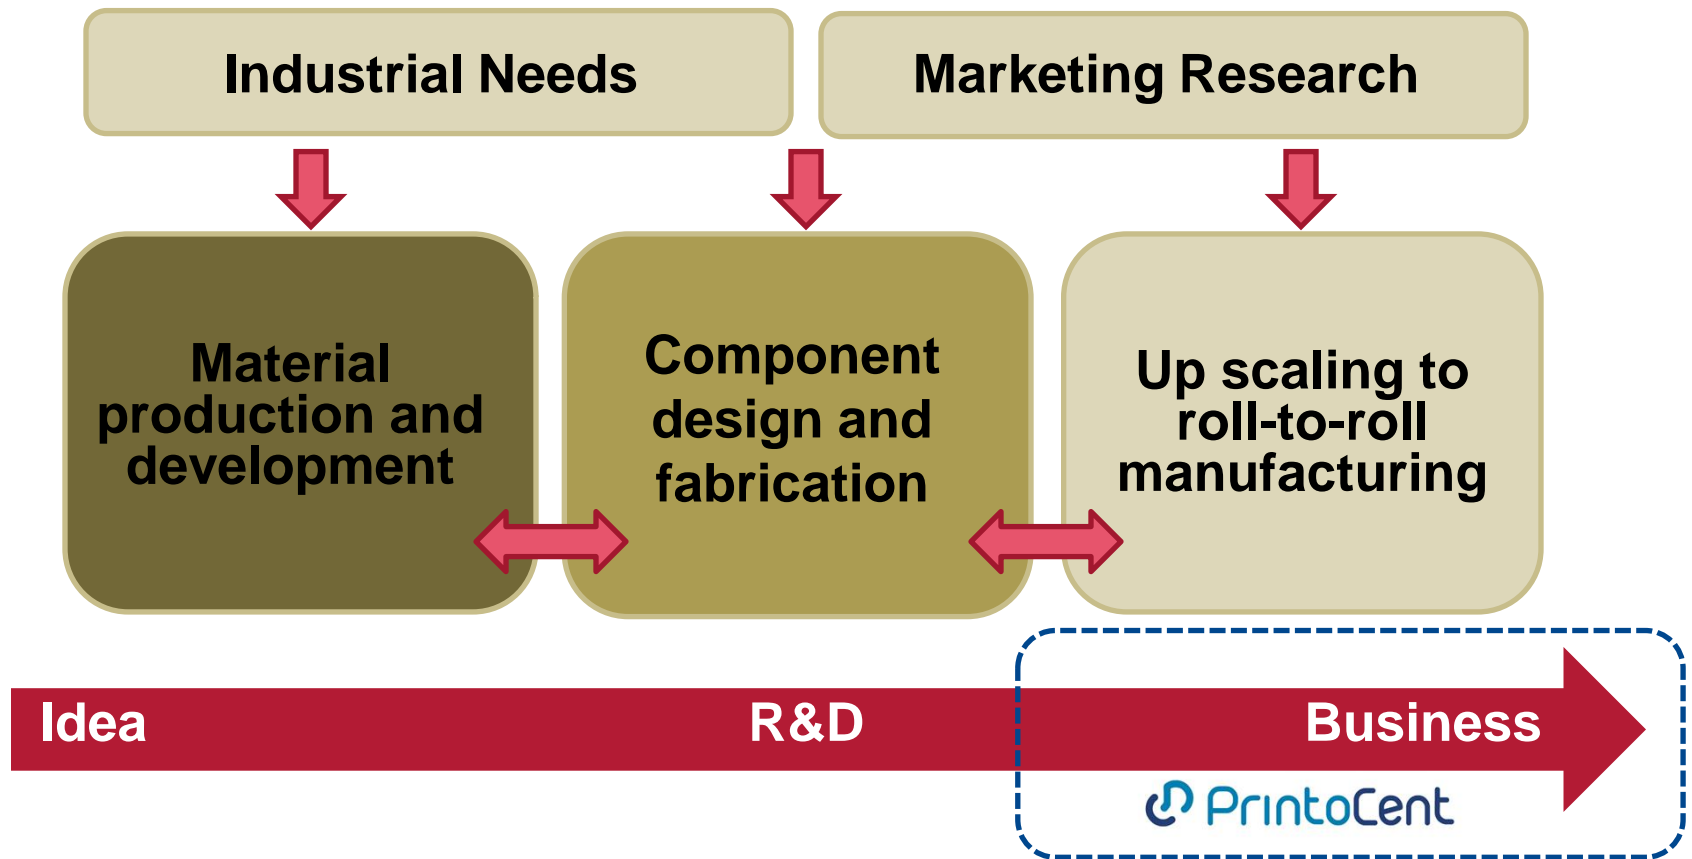 Industrial Needs
Marketing Research
Material
production and
development
Component
design and
fabrication
Up scaling to
roll-to-roll
manufacturing
Idea
R&D
Business
PrintoCent